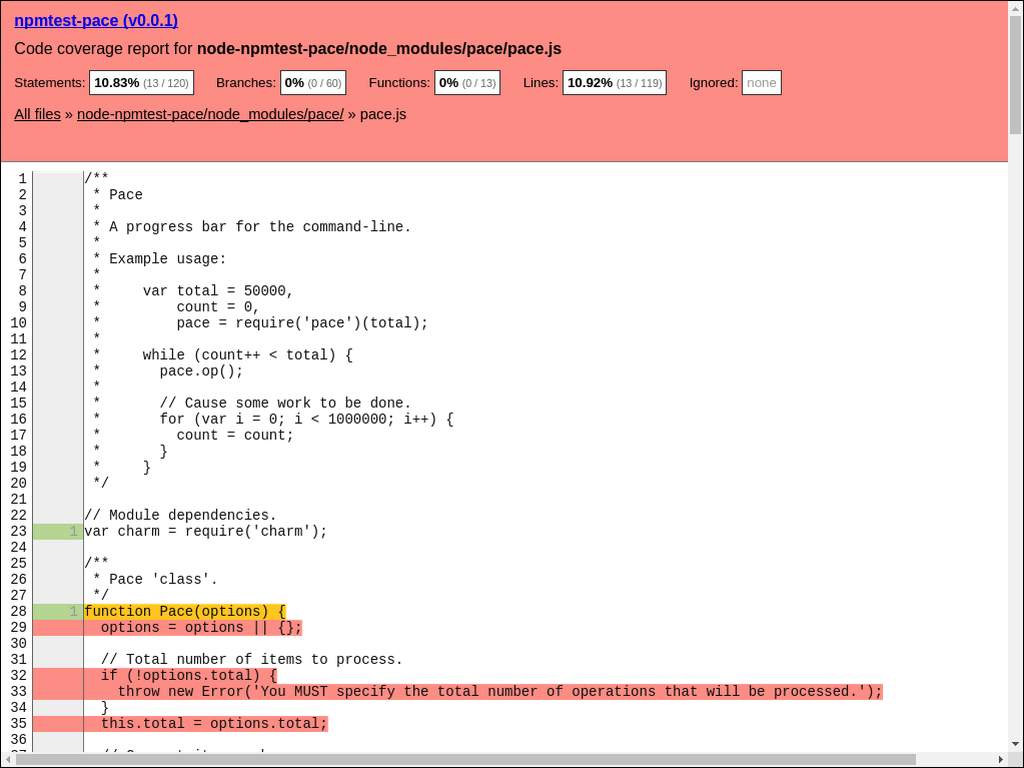 npmtest-pace (v0.0.1)
Code coverage report for node-npmtest-pace/node_modules/pace/pace.js
Statements: 10.83% (13 / 120) Branches: 0% (0 / 60) Functions: 0% (0 / 13) Lines: 10.92% (13 / 119) Ignored: none
All files » node-npmtest-pace/node_modules/pace/ » pace.js
1 /**
2  * Pace
3  *
4  * A progress bar for the command-line.
5  *
6  * Example usage:
7  *
8  *     var total = 50000,
9  *         count = 0,
10  *         pace = require('pace')(total);
11  *
12  *     while (count++ < total) {
13  *       pace.op();
14  *
15  *       // Cause some work to be done.
16  *       for (var i = 0; i < 1000000; i++) {
17  *         count = count;
18  *       }
19  *     }
20  */
21
22 // Module dependencies.
23 1 var charm = require('charm');
24
25 /**
26  * Pace 'class'.
27  */
28 1 function Pace(options) {
29   options = options || {};
30
31   // Total number of items to process.
32   if (!options.total) {
33     throw new Error('You MUST specify the total number of operations that will be processed.');
34   }
35   this.total = options.total;
36